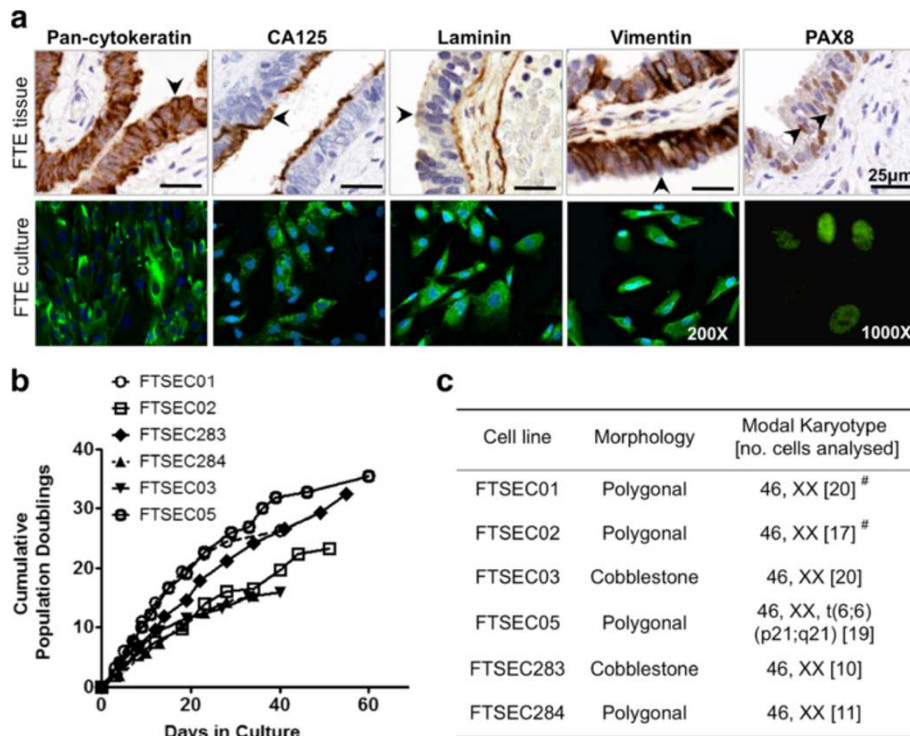 a
Pan-cytokeratin CA125 Laminin Vimentin PAX8
FTE tissue
25µm
FTE culture
200X
1000X
b
FTSEC01
FTSEC02
FTSEC283
FTSEC284
FTSEC03
FTSEC05
Cumulative
Population Doublings
40
30
20
10
0
0 20 40 60
Days in Culture
c
Cell line Morphology Modal Karyotype
[no. cells analysed]
FTSEC01 Polygonal 46, XX [20] #
FTSEC02 Polygonal 46, XX [17] #
FTSEC03 Cobblestone 46, XX [20]
FTSEC05 Polygonal 46, XX, t(6;6)
(p21;q21) [19]
FTSEC283 Cobblestone 46, XX [10]
FTSEC284 Polygonal 46, XX [11]